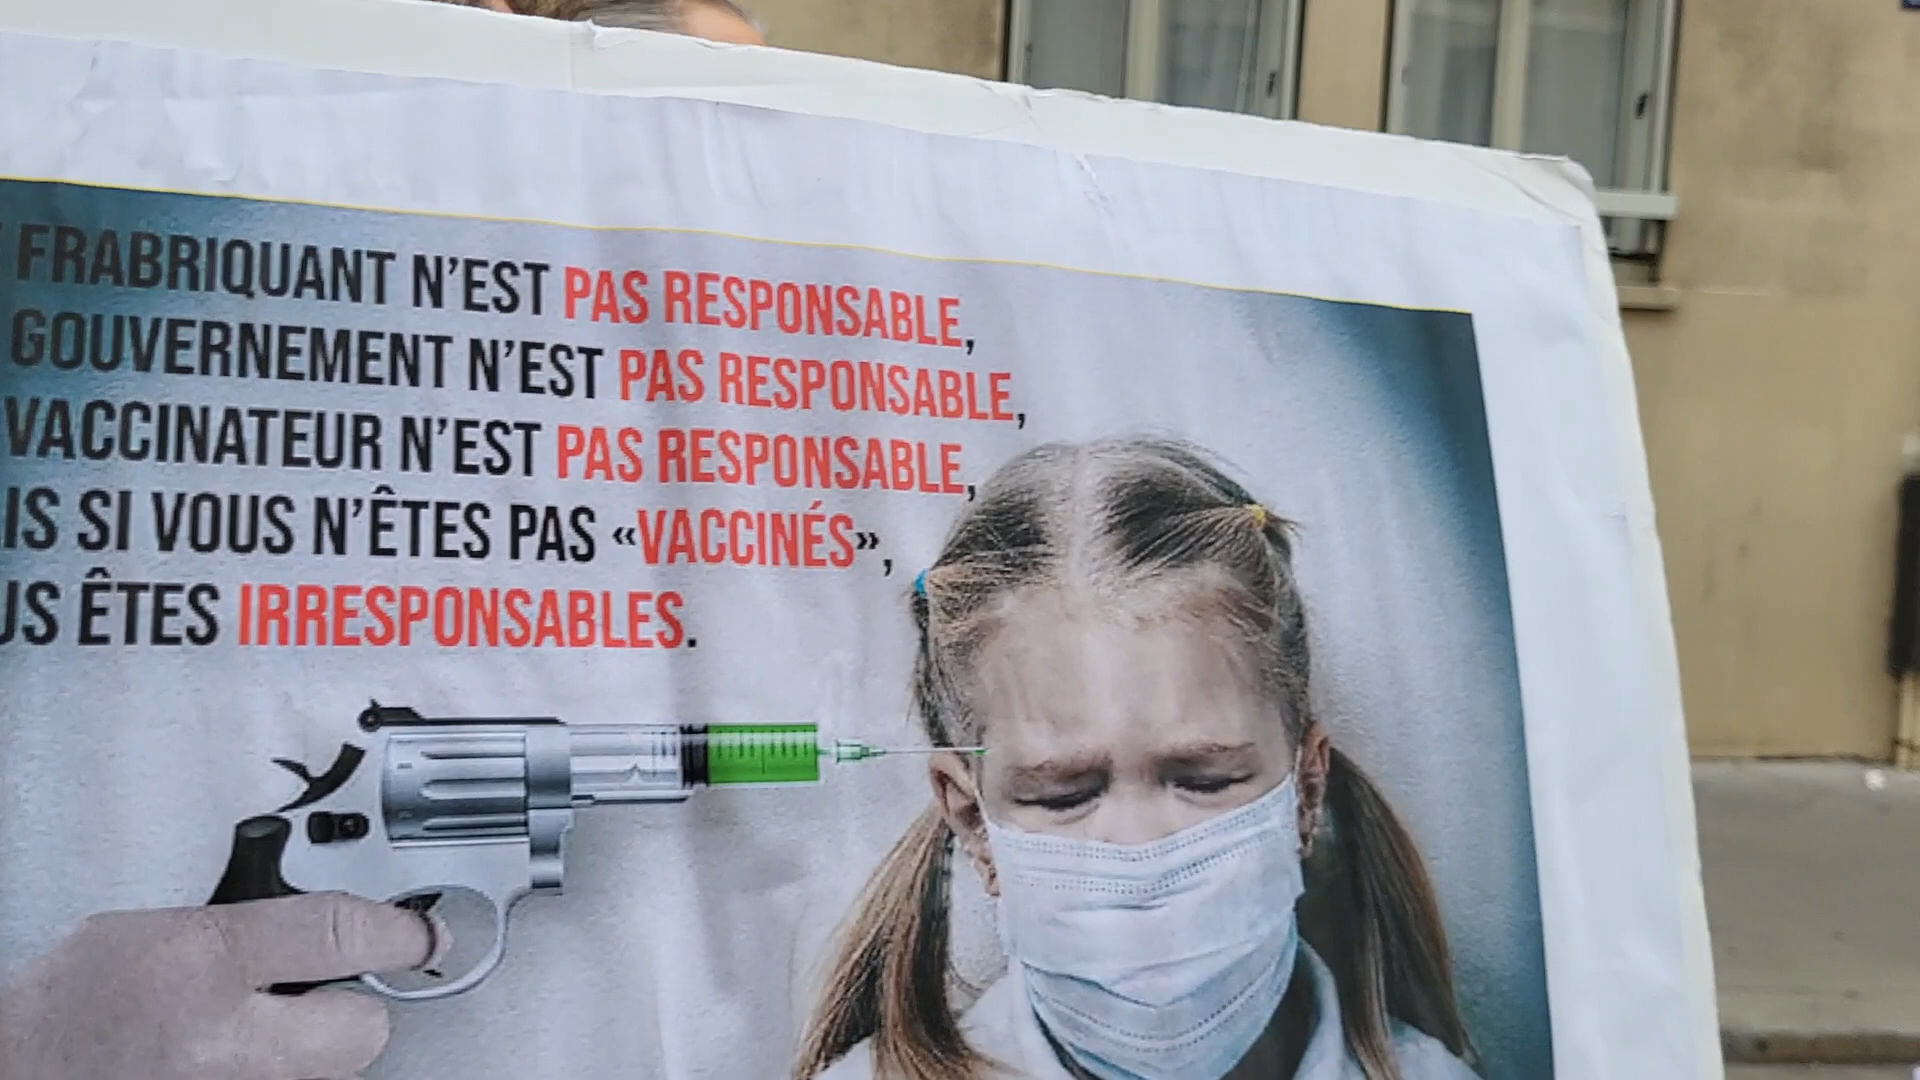 FRABRIQUANT N'EST PAS RESPONSABLE,
GOUVERNEMENT N'EST PAS RESPONSABLE,
VACCINATEUR N'EST PAS RESPONSABLE,
IS SI VOUS N'ÊTES PAS «VACCINÉS»,
US ÊTES IRRESPONSABLES.